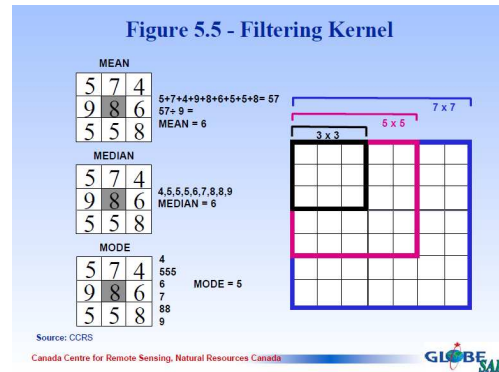 Figure 5.5 - Filtering Kernel
MEAN
5 7 4
9 8 6
5 5 8
5+7+4+9+8+6+5+5+8= 57
57÷ 9 =
MEAN = 6
MEDIAN
5 7 4
9 8 6
5 5 8
4,5,5,5,6,7,8,8,9
MEDIAN = 6
MODE
5 7 4
9 8 6
5 5 8
4
555
6
7
88
9
MODE = 5
7 x 7
5 x 5
3 x 3
Source: CCRS
Canada Centre for Remote Sensing, Natural Resources Canada
GLOBE
SAR